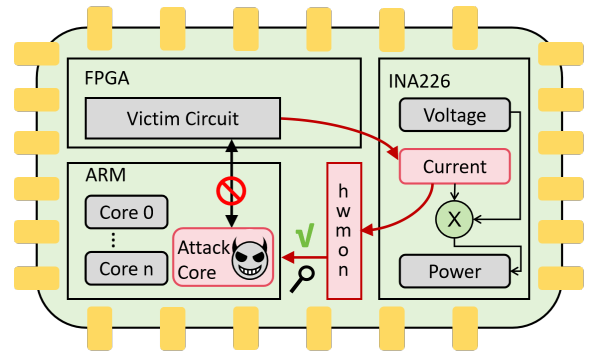 FPGA
Victim Circuit
INA226
Voltage
Current
X
Power
ARM
Core 0
Core n
Attack
Core
√
h
w
m
o
n